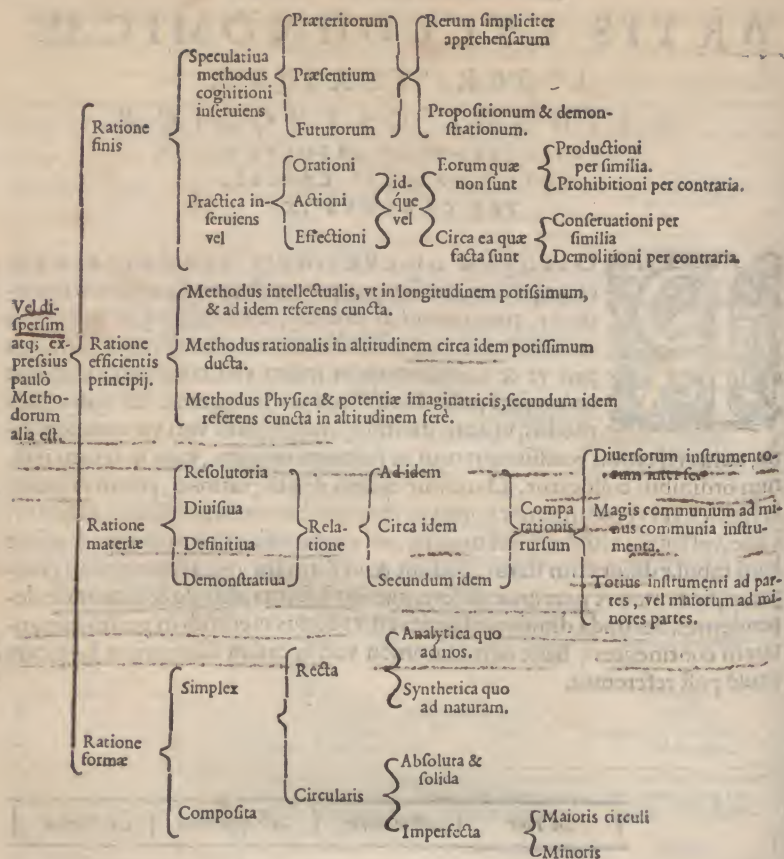 Vel di-
ſperſim
atq; ex-
preſsius
paulò
Metho-
dorum
alia eſt.
Ratione
finis
Speculatiua
methodus
cognitioni
inſeruiens
Præteritorum
Præſentium
Futurorum
Rerum ſimpliciter
apprehenſarum
Propoſitionum & demon-
ſtrationum.
Practica in-
ſeruiens
vel
Orationi
Actioni
Effectioni
id-
q́ue
vel
Eorum quæ
non ſunt
Productioni
per ſimilia.
Prohibitioni per contraria.
Circa ea quæ
facta ſunt
Conſeruationi per
ſimilia
Demolitioni per contraria.
Ratione
efficientis
principij.
Methodus intellectualis, vt in longitudinem potiſsimum,
& ad idem referens cuncta.
Methodus rationalis in altitudinem circa idem potiſſimum
ducta.
Methodus Phyſica & potentiæ imaginatricis, ſecundum idem
referens cuncta in altitudinem ferè.
Ratione
materiæ
Reſolutoria
Diuiſiua
Definitiua
Demonſtratiua
Rela-
tione
Ad idem
Circa idem
Secundum idem
Compa
rationis
rurſum
Diuerſorum inſtrumento-
rum inter ſe.
Magis communium ad mi-
nus communia inſtru-
menta.
Totius inſtrumenti ad par-
tes, vel maiorum ad mi-
nores partes.
Ratione
formæ
Simplex
Compoſita
Recta
Analytica quo
ad nos.
Synthetica quo
ad naturam.
Circularis
Abſoluta &
ſolida
Imperfecta
Maioris circuli
Minoris